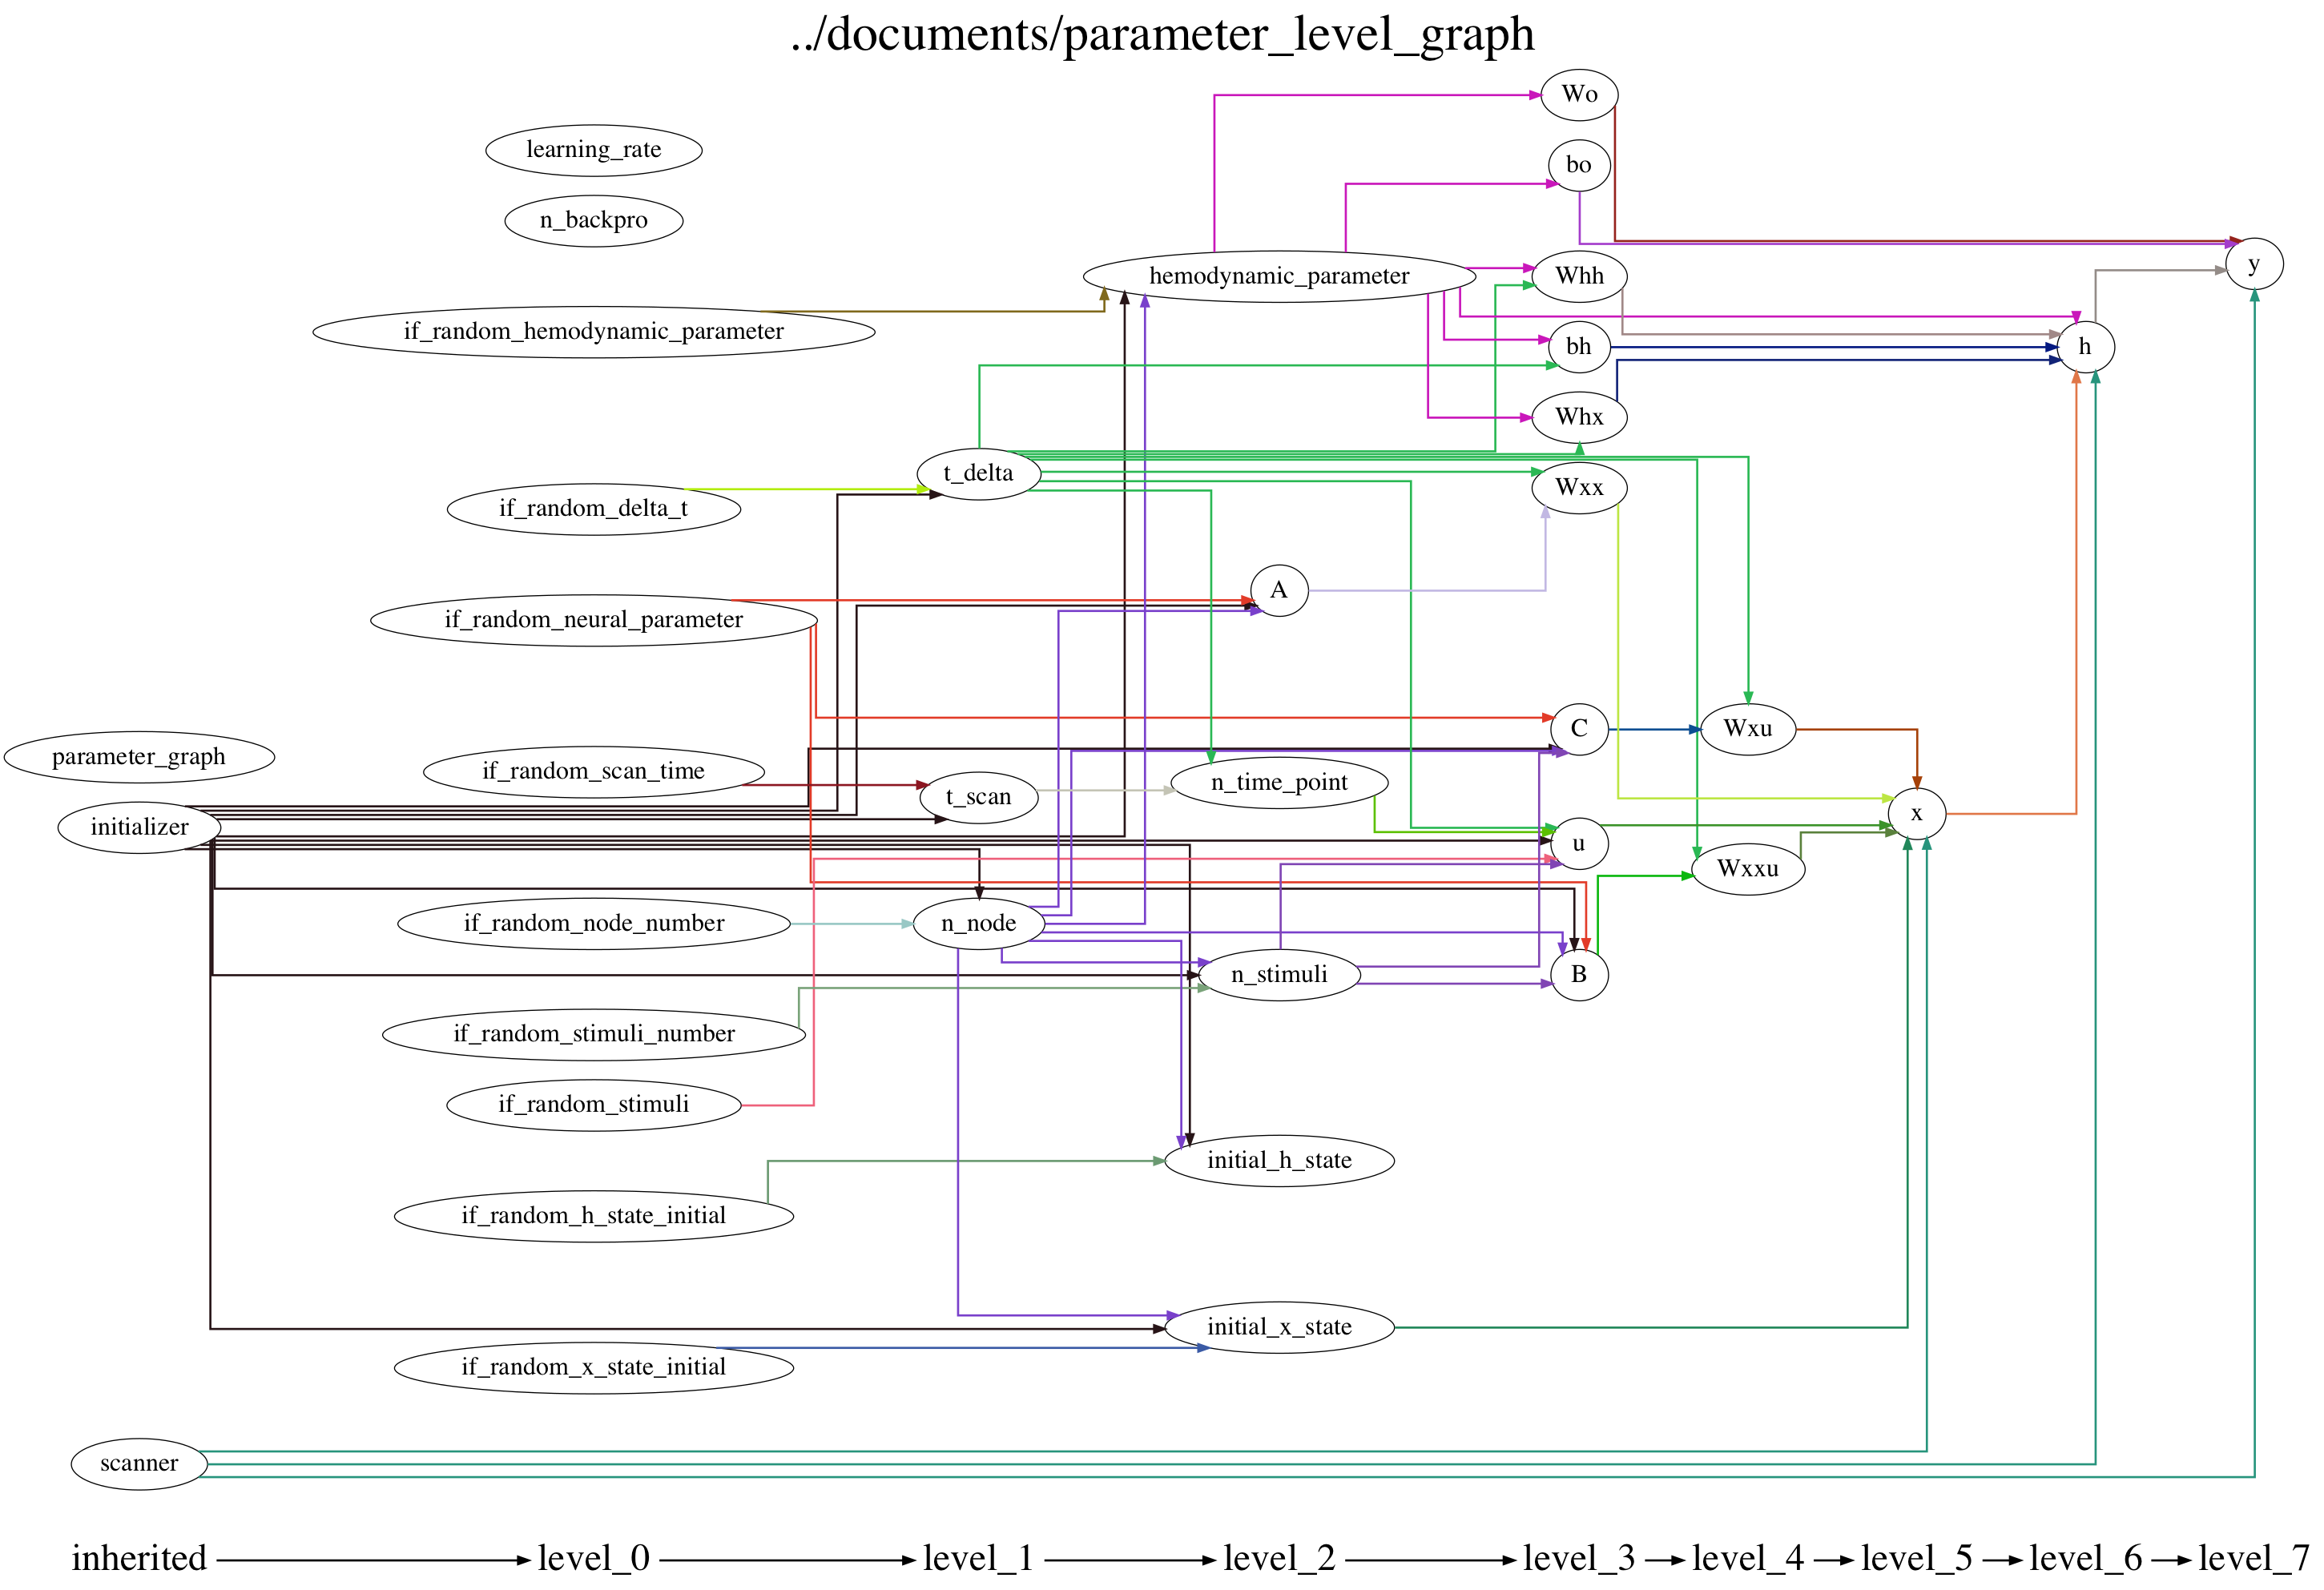 ../documents/parameter_level_graph
Wo
learning_rate
bo
n_backpro
y
hemodynamic_parameter
Whh
if_random_hemodynamic_parameter
bh
h
Whx
t_delta
Wxx
if_random_delta_t
A
if_random_neural_parameter
C
Wxu
parameter_graph
if_random_scan_time
n_time_point
t_scan
x
initializer
u
Wxxu
if_random_node_number
n_node
n_stimuli
B
if_random_stimuli_number
if_random_stimuli
initial_h_state
if_random_h_state_initial
initial_x_state
if_random_x_state_initial
scanner
inherited level_0 level_1 level_2 level_3 level_4 level_5 level_6 level_7